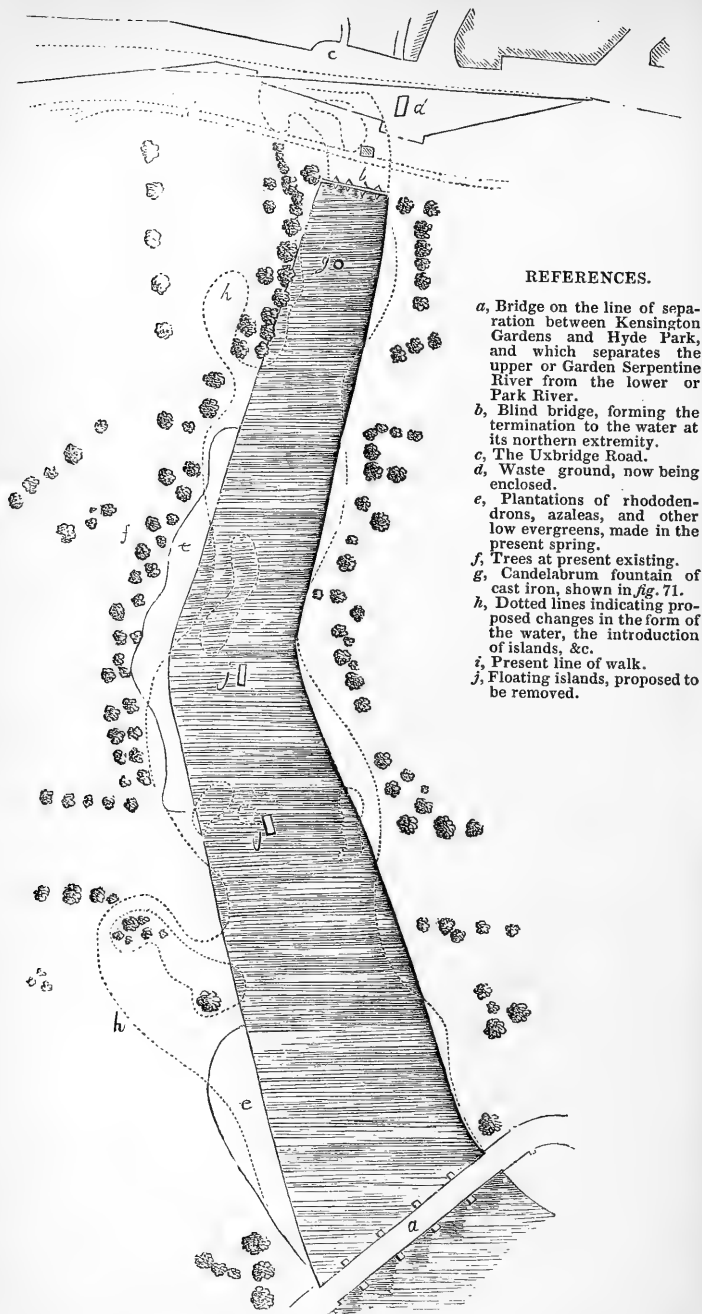 c
d
b
g
h
f
e
j
j
h
e
a
REFERENCES.
a, Bridge on the line of sepa-
ration between Kensington
Gardens and Hyde Park,
and which separates the
upper or Garden Serpentine
River from the lower or
Park River.
b, Blind bridge, forming the
termination to the water at
its northern extremity.
c, The Uxbridge Road.
d, Waste ground, now being
enclosed.
e, Plantations of rhododen-
drons, azaleas, and other
low evergreens, made in the
present spring.
f, Trees at present existing.
g, Candelabrum fountain of
cast iron, shown in fig. 71.
h, Dotted lines indicating pro-
posed changes in the form of
the water, the introduction
of islands, &c.
i, Present line of walk.
j, Floating islands, proposed to
be removed.